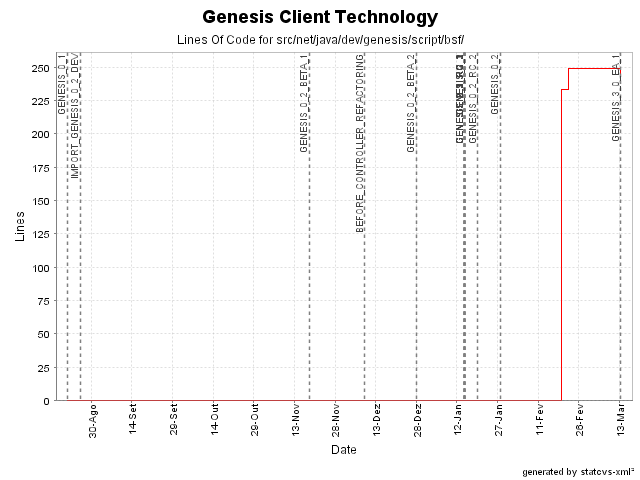 Genesis Client Technology
Lines Of Code for src/net/java/dev/genesis/script/bsf/
GENESIS_0_1
IMPORT_GENESIS_0_2_DEV
GENESIS_0_2_BETA_1
BEFORE_CONTROLLER_REFACTORING
GENESIS_0_2_BETA_2
GENESIS_0_2_RC_2
GENESIS_0_2
GENESIS_3_0_EA_1
Lines
250
225
200
175
150
125
100
75
50
25
0
30-Ago
14-Set
29-Set
14-Out
29-Out
13-Nov
28-Nov
13-Dez
28-Dez
12-Jan
27-Jan
11-Fev
26-Fev
13-Mar
Date
generated by statcvs-xml²